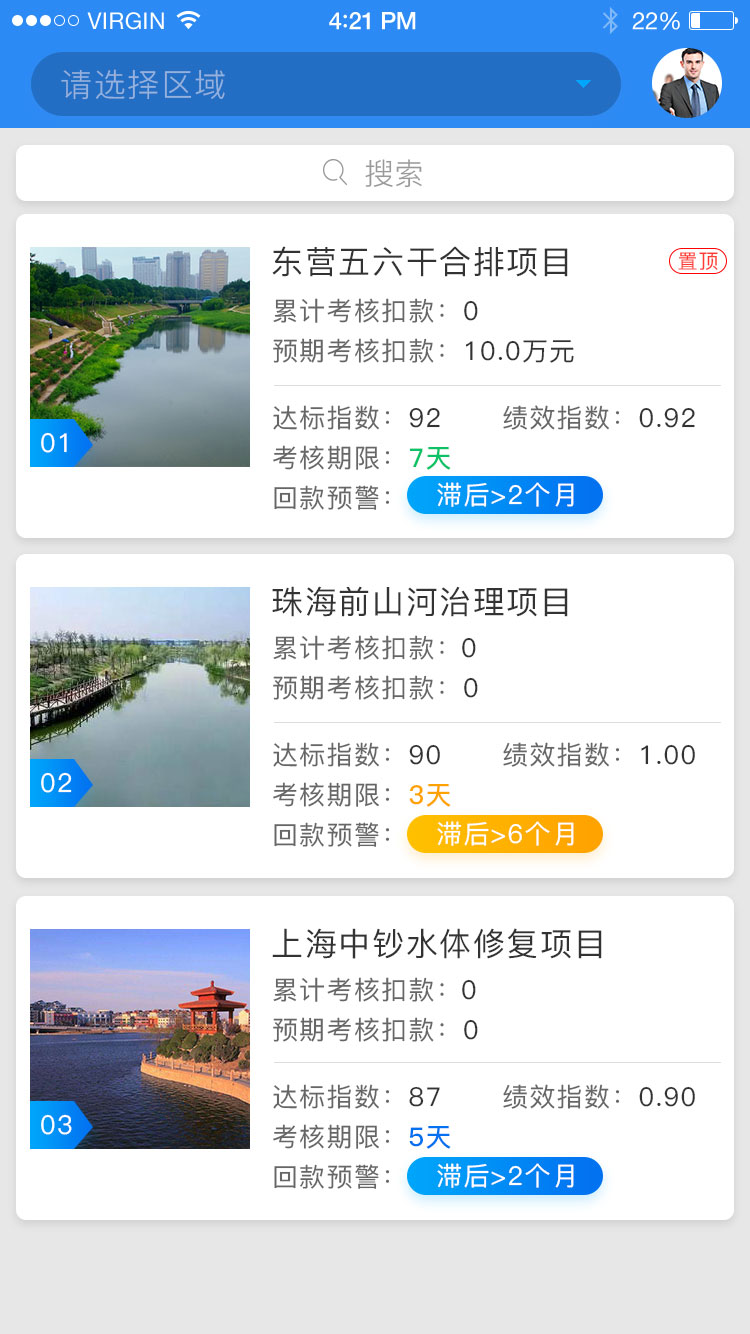 VIRGIN 4:21 PM 22%
请选择区域
搜索
东营五六干合排项目 置顶
累计考核扣款：0
预期考核扣款：10.0万元
达标指数：92 绩效指数：0.92
考核期限：7天
01
回款预警：滞后>2个月
珠海前山河治理项目
累计考核扣款：0
预期考核扣款：0
达标指数：90 绩效指数：1.00
02
考核期限：3天
回款预警：滞后>6个月
上海中钞水体修复项目
累计考核扣款：0
预期考核扣款：0
达标指数：87 绩效指数：0.90
03
考核期限：5天
回款预警：滞后>2个月